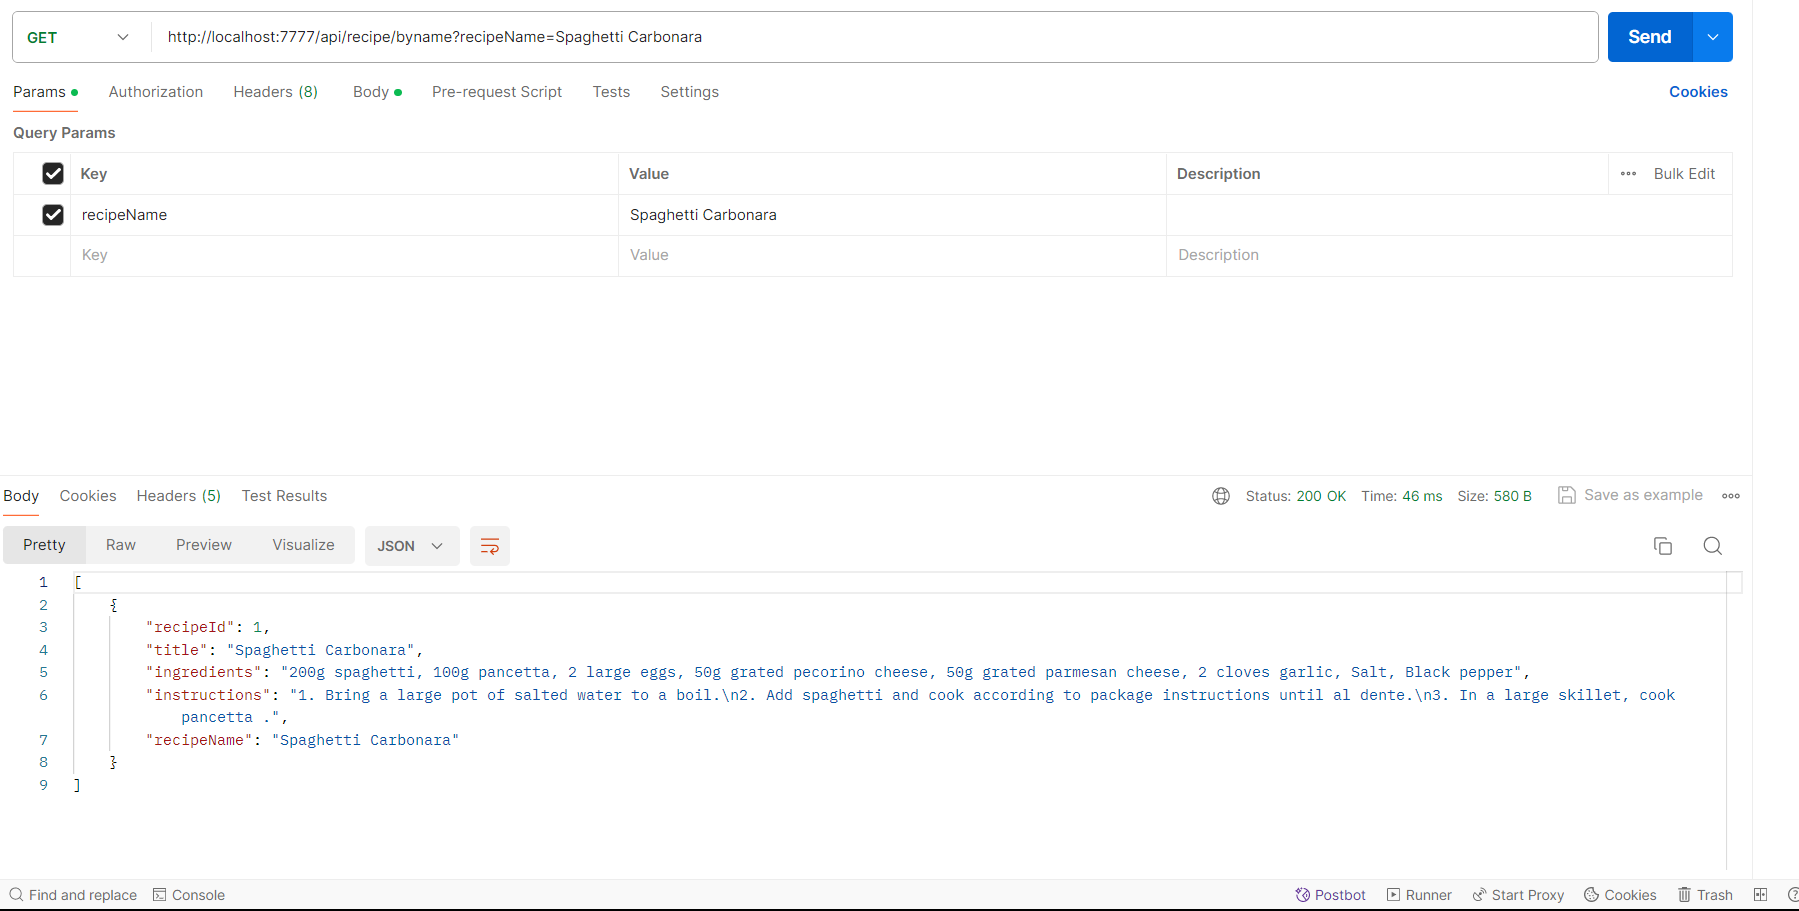 GET http://localhost:7777/api/recipe/byname?recipeName=Spaghetti Carbonara Send
Params Authorization Headers (8) Body Pre-request Script Tests Settings Cookies
Query Params
Key Value Description Bulk Edit
recipeName Spaghetti Carbonara
Key Value Description
Body Cookies Headers (5) Test Results Status: 200 OK Time: 46 ms Size: 580 B Save as example
Pretty Raw Preview Visualize JSON
1 [
2 {
3 "recipeId": 1,
4 "title": "Spaghetti Carbonara",
5 "ingredients": "200g spaghetti, 100g pancetta, 2 large eggs, 50g grated pecorino cheese, 50g grated parmesan cheese, 2 cloves garlic, Salt, Black pepper",
6 "instructions": "1. Bring a large pot of salted water to a boil.\n2. Add spaghetti and cook according to package instructions until al dente.\n3. In a large skillet, cook
pancetta .",
7 "recipeName": "Spaghetti Carbonara"
8 }
9 ]
Find and replace Console Postbot Runner Start Proxy Cookies Trash